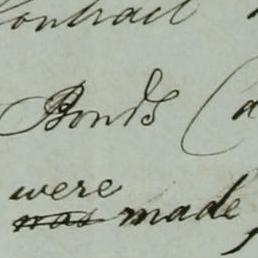 Contract
Bonds (a
were
was made,